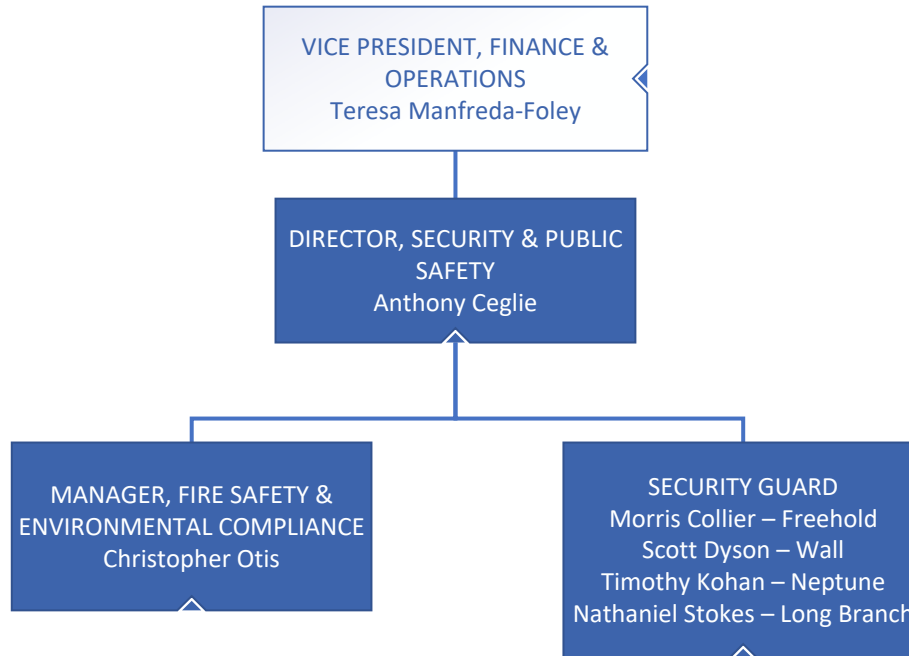 VICE PRESIDENT, FINANCE &
OPERATIONS
Teresa Manfreda-Foley
DIRECTOR, SECURITY & PUBLIC
SAFETY
Anthony Ceglie
MANAGER, FIRE SAFETY &
ENVIRONMENTAL COMPLIANCE
Christopher Otis
SECURITY GUARD
Morris Collier – Freehold
Scott Dyson – Wall
Timothy Kohan – Neptune
Nathaniel Stokes – Long Branch